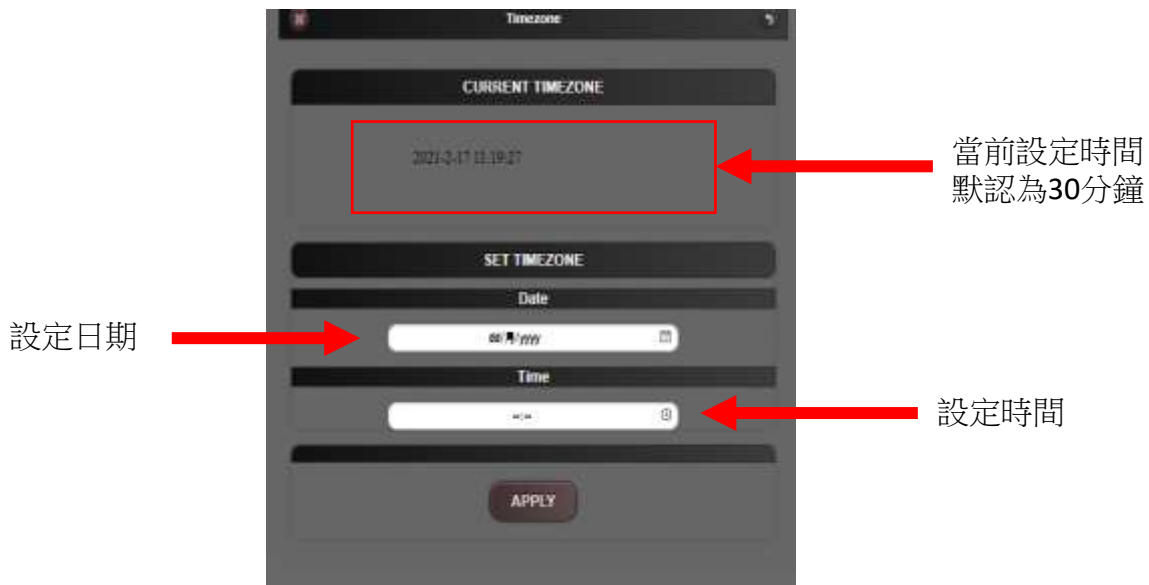 Timezone
CURRENT TIMEZONE
2021-2-17 11:19:27
當前設定時間
默認為30分鐘
SET TIMEZONE
Date
設定日期
Time
--:--
設定時間
APPLY